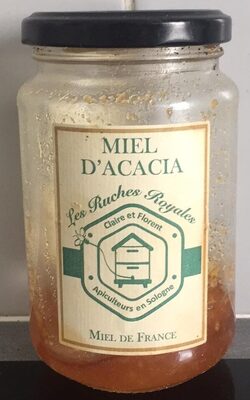 MIEL
D'ACACIA
Les Ruches Royales
Claire et Florent
Apiculteurs en Sologne
MIEL DE FRANCE